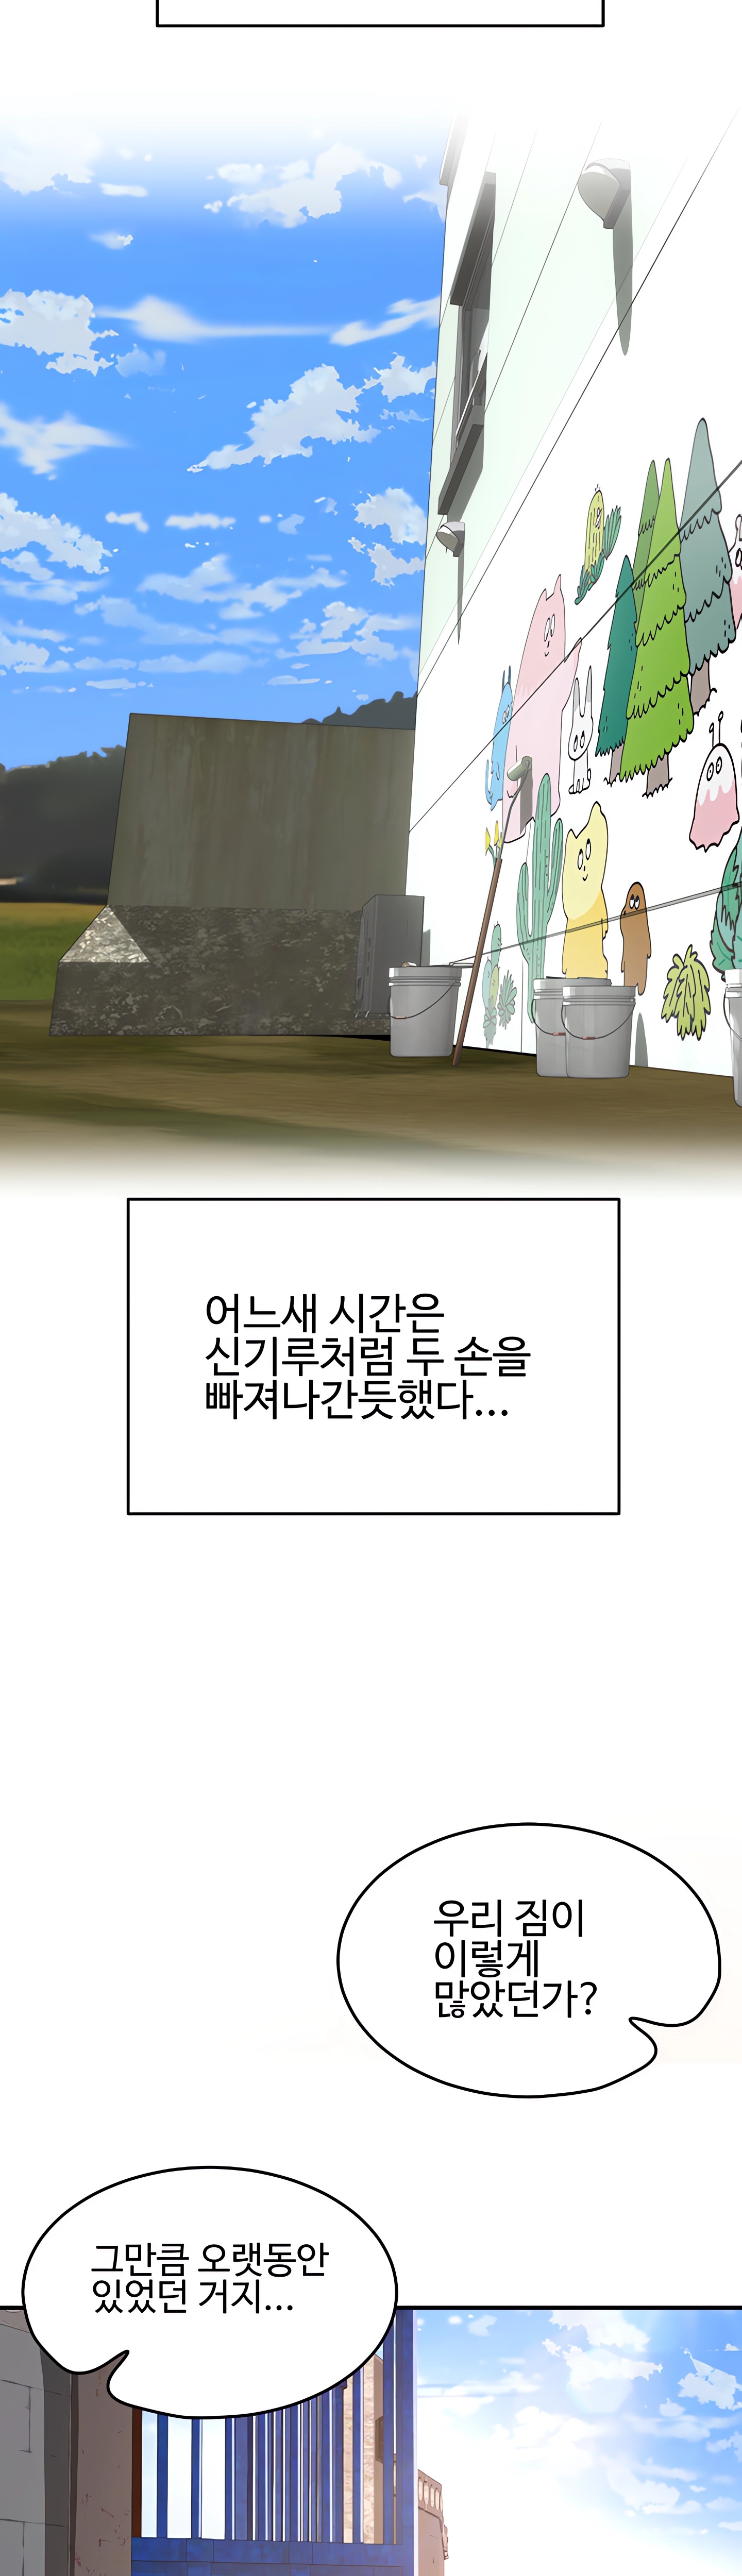 어느새 시간은
신기루처럼 두 손을
빠져나간듯했다...
우리 짐이
이렇게
많았던가?
그만큼 오랫동안
있었던 거지...